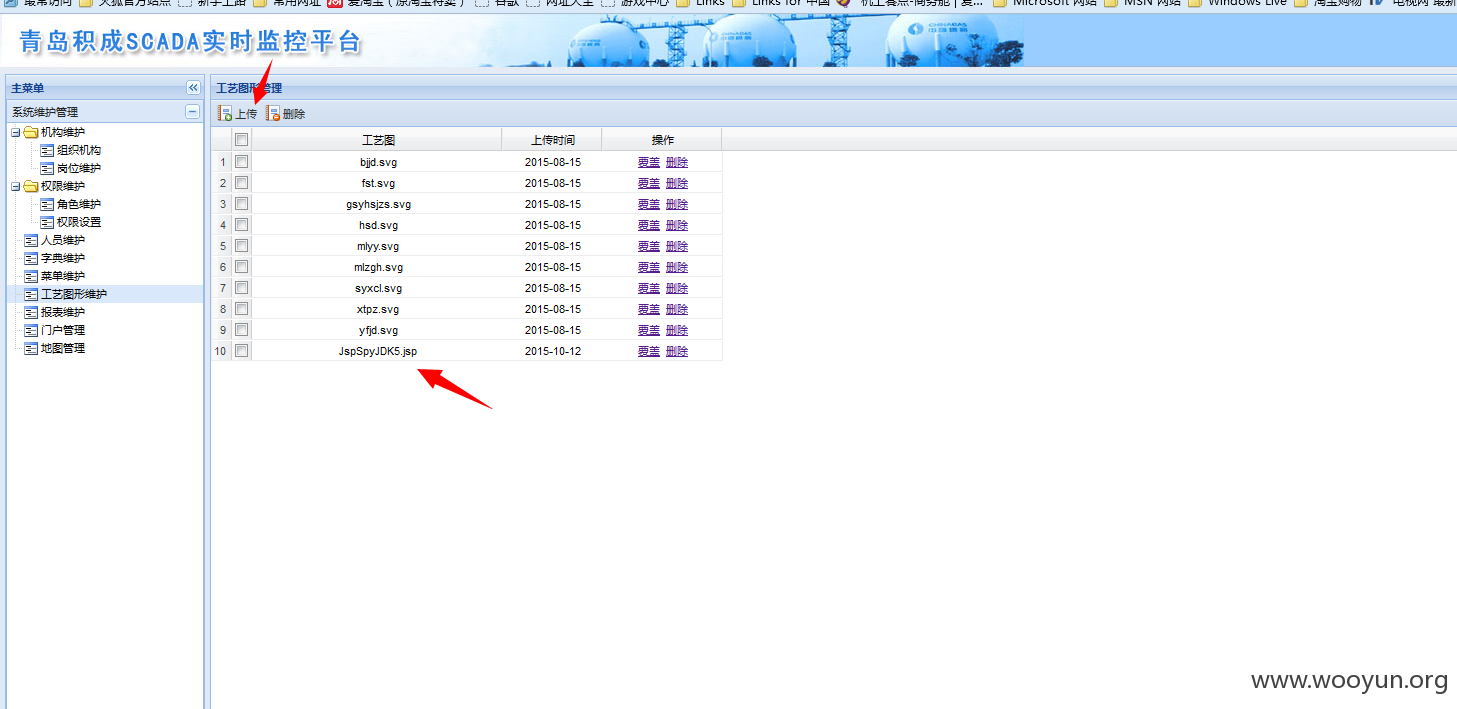 最常访问 火狐官方站点 新手上路 常用网址 爱淘宝 ( 原淘宝特卖 ) 谷歌 网址大全 游戏中心 Links Links for 中国 Microsoft 网站 MSN 网站 Windows Live 淘宝购物
青岛积成SCADA实时监控平台
主菜单
系统维护管理
机构维护
组织机构
岗位维护
权限维护
角色维护
权限设置
人员维护
字典维护
菜单维护
工艺图形维护
报表维护
门户管理
地图管理
工艺图形管理
上传 删除
工艺图 上传时间 操作
1 bjjd.svg 2015-08-15 覆盖 删除
2 fst.svg 2015-08-15 覆盖 删除
3 gsyhsjzs.svg 2015-08-15 覆盖 删除
4 hsd.svg 2015-08-15 覆盖 删除
5 mlyy.svg 2015-08-15 覆盖 删除
6 mlzgh.svg 2015-08-15 覆盖 删除
7 syxcl.svg 2015-08-15 覆盖 删除
8 xtpz.svg 2015-08-15 覆盖 删除
9 yfjd.svg 2015-08-15 覆盖 删除
10 JspSpyJDK5.jsp 2015-10-12 覆盖 删除
www.wooyun.org